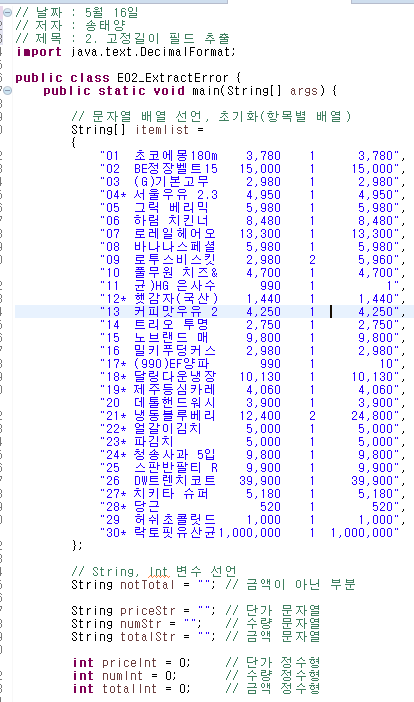 // 날짜 : 5월 16일
// 저자 : 송태양
// 제목 : 2. 고정길이 필드 추출
import java.text.DecimalFormat;
public class E02_ExtractError {
public static void main(String[] args) {
// 문자열 배열 선언, 초기화(항목별 배열)
String[] itemlist =
{
"01 초코에몽180m 3,780 1 3,780",
"02 BE정장벨트15 15,000 1 15,000",
"03 (G)기본고무 2,980 1 2,980",
"04* 서울우유 2.3 4,950 1 4,950",
"05 그릭 베리믹 5,980 1 5,980",
"06 하림 치킨너 8,480 1 8,480",
"07 로레알헤어오 13,300 1 13,300",
"08 바나나스페셜 5,980 1 5,980",
"09 로투스비스킷 2,980 2 5,960",
"10 풀무원 치즈& 4,700 1 4,700",
"11 균)HG 은사수 990 1 1",
"12* 햇감자(국산) 1,440 1 1,440",
"13 커피맛우유 2 4,250 1 4,250",
"14 트리오 투명 2,750 1 2,750",
"15 노브랜드 매 9,800 1 9,800",
"16 밀키푸딩커스 2,980 1 2,980",
"17* (990)EF양파 990 1 10",
"18* 달링다운냉장 10,130 1 10,130",
"19* 제주등심카레 4,060 1 4,060",
"20 데톨핸드워시 3,900 1 3,900",
"21* 냉동블루베리 12,400 2 24,800",
"22* 얼갈이김치 5,000 1 5,000",
"23* 파김치 5,000 1 5,000",
"24* 청송사과 5입 9,800 1 9,800",
"25 스판반팔티 R 9,900 1 9,900",
"26 DW트렌치코트 39,900 1 39,900",
"27* 치키타 슈퍼 5,180 1 5,180",
"28* 당근 520 1 520",
"29 허쉬초콜릿드 1,000 1 1,000",
"30* 락토핏유산균1,000,000 1 1,000,000"
};
// String, Int 변수 선언
String notTotal = ""; // 금액이 아닌 부분
String priceStr = ""; // 단가 문자열
String numStr = ""; // 수량 문자열
String totalStr = ""; // 금액 문자열
int priceInt = 0; // 단가 정수형
int numInt = 0; // 수량 정수형
int totalInt = 0; // 금액 정수형